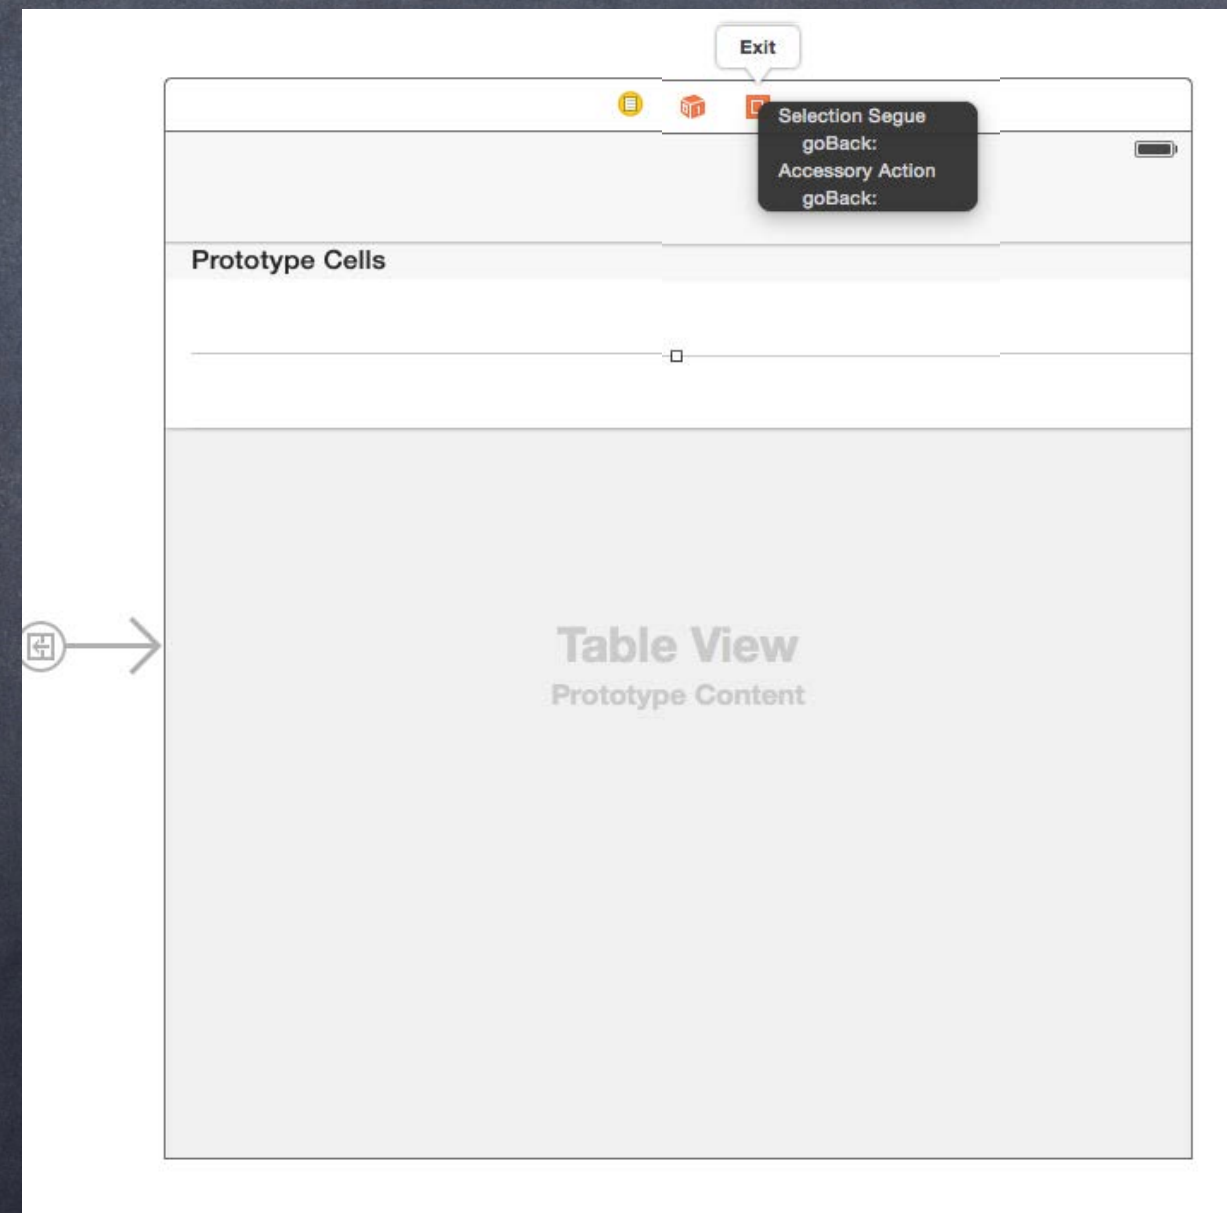 Exit
Selection Segue
goBack:
Accessory Action
goBack:
Prototype Cells
Table View
Prototype Content